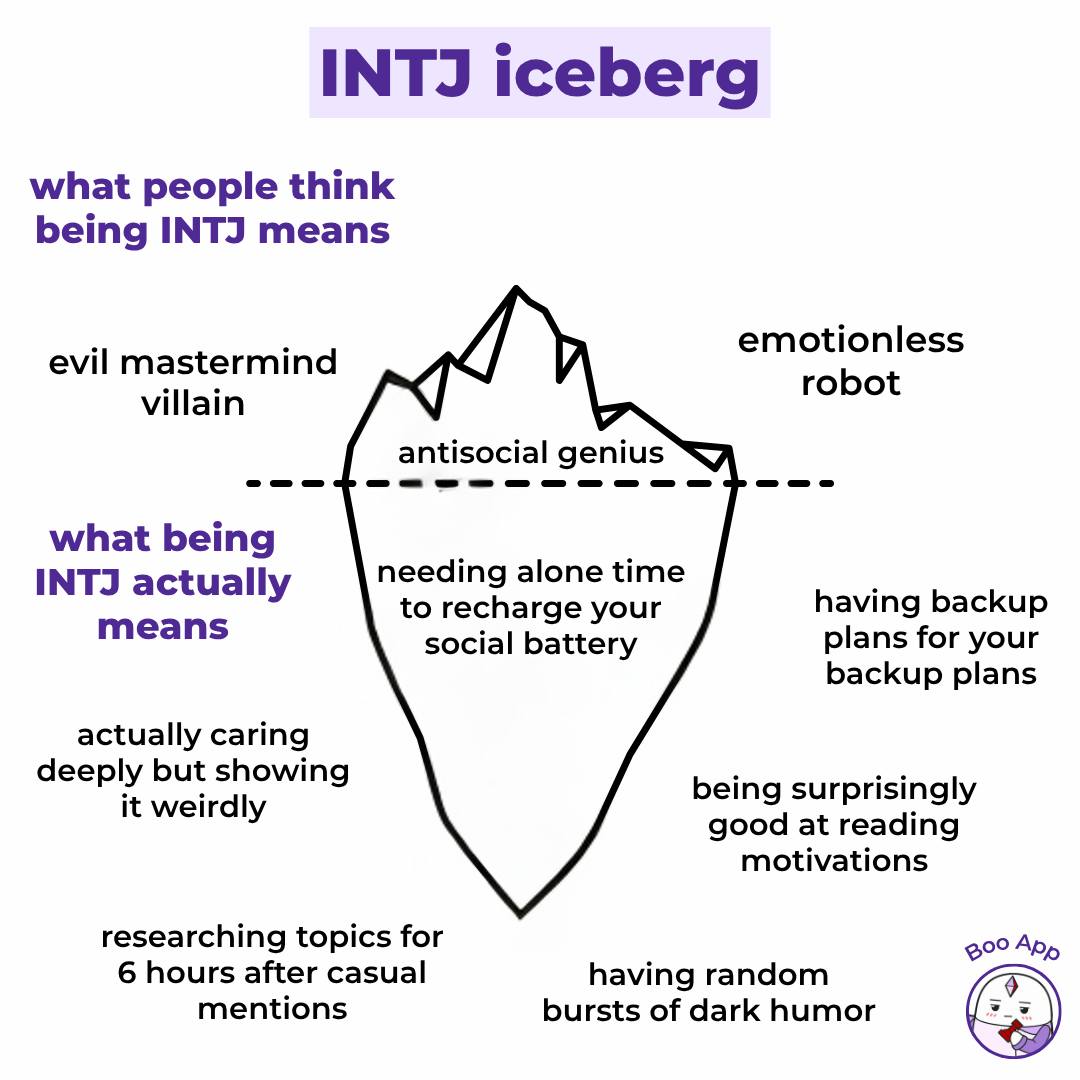 INTJ iceberg
what people think
being INTJ means
evil mastermind
villain
emotionless
robot
antisocial genius
what being
INTJ actually
means
needing alone time
to recharge your
social battery
having backup
plans for your
backup plans
actually caring
deeply but showing
it weirdly
being surprisingly
good at reading
motivations
researching topics for
6 hours after casual
mentions
having random
bursts of dark humor
Boo App